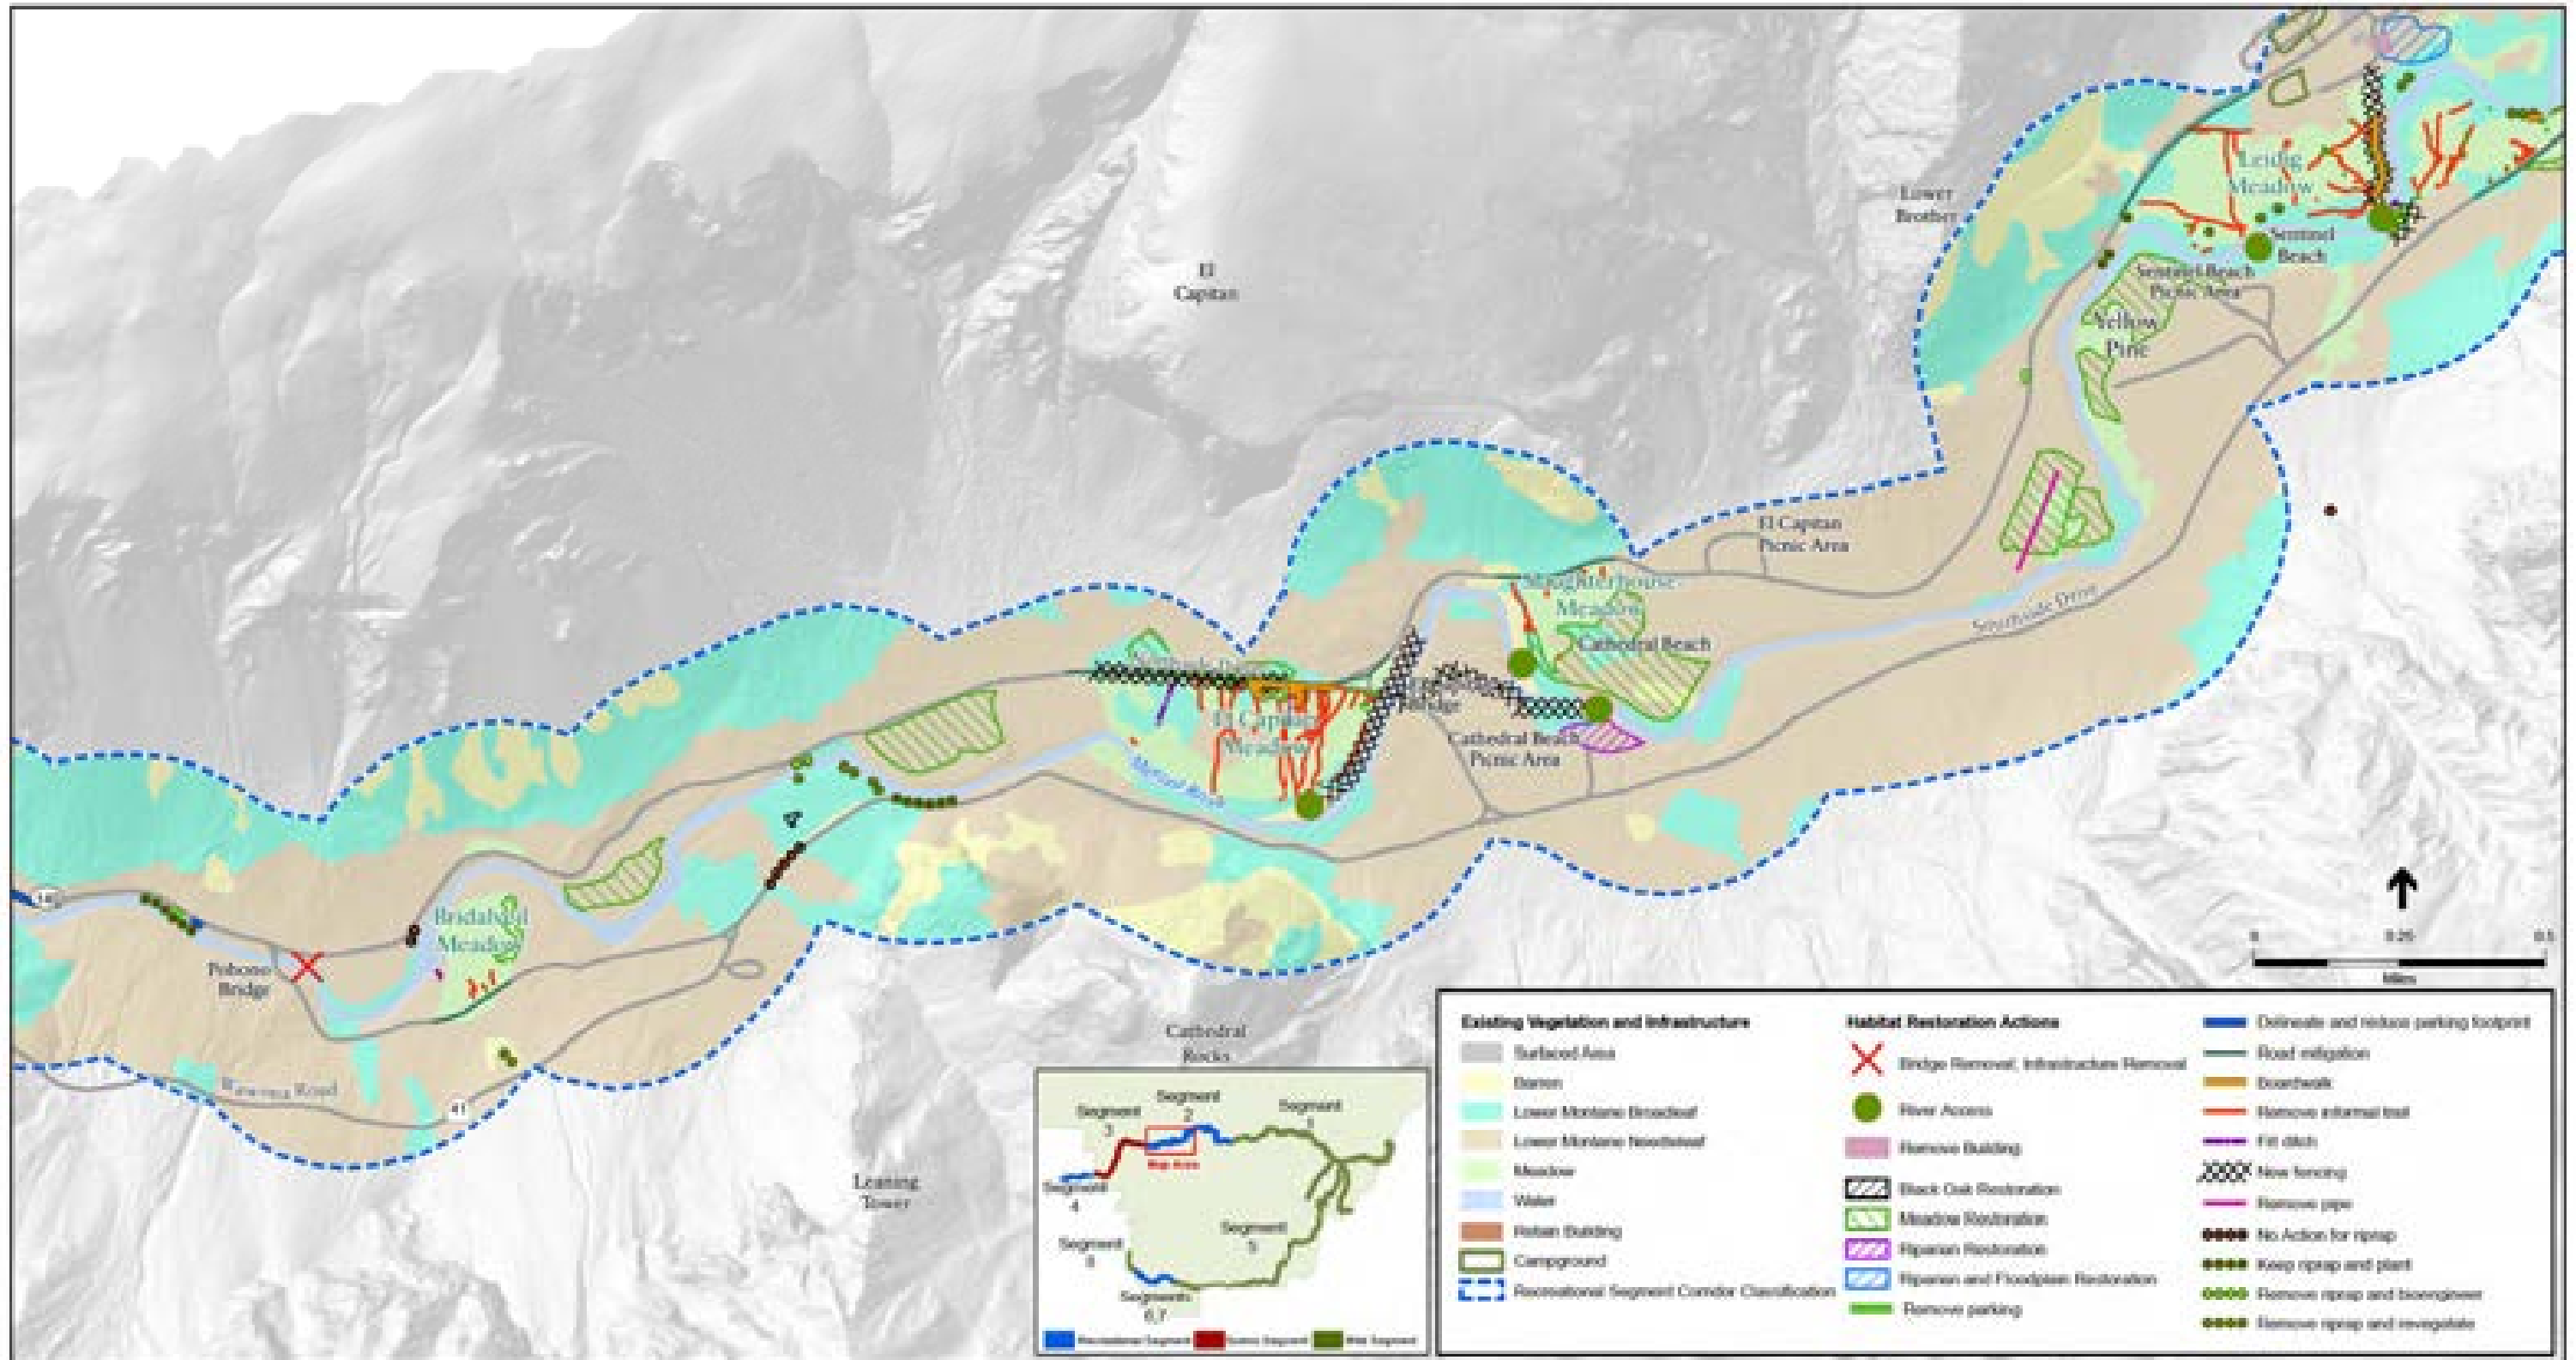 Lower
Brother
Leidig
Meadow
Sentinel
Beach
Sentinel Beach
Picnic Area
Yellow
Pine
El
Capitan
El Capitan
Picnic Area
Slaughterhouse
Meadow
Southside Drive
Cathedral Beach
Bridge
El Capitan
Meadow
Cathedral Beach
Picnic Area
Merced River
Meadow
Pohono
Bridge
Wawona Road
41
Cathedral
Rocks
Leaning
Tower
0 0.25 0.5
Miles
Segment
2
Segment
3
Segment
1
Map Area
Segment
4
Segment
5
Segment
8
Segments
6,7
Recreational Segment Scenic Segment Wild Segment
Existing Vegetation and Infrastructure
Surfaced Area
Barren
Lower Montane Broadleaf
Lower Montane Needleleaf
Meadow
Water
Retain Building
Campground
Recreational Segment Corridor Classification
Habitat Restoration Actions
Bridge Removal, Infrastructure Removal
River Access
Remove Building
Black Oak Restoration
Meadow Restoration
Riparian Restoration
Riparian and Floodplain Restoration
Remove parking
Delineate and reduce parking footprint
Road mitigation
Boardwalk
Remove informal trail
Fill ditch
New fencing
Remove pipe
No Action for riprap
Keep riprap and plant
Remove riprap and bioengineer
Remove riprap and revegetate